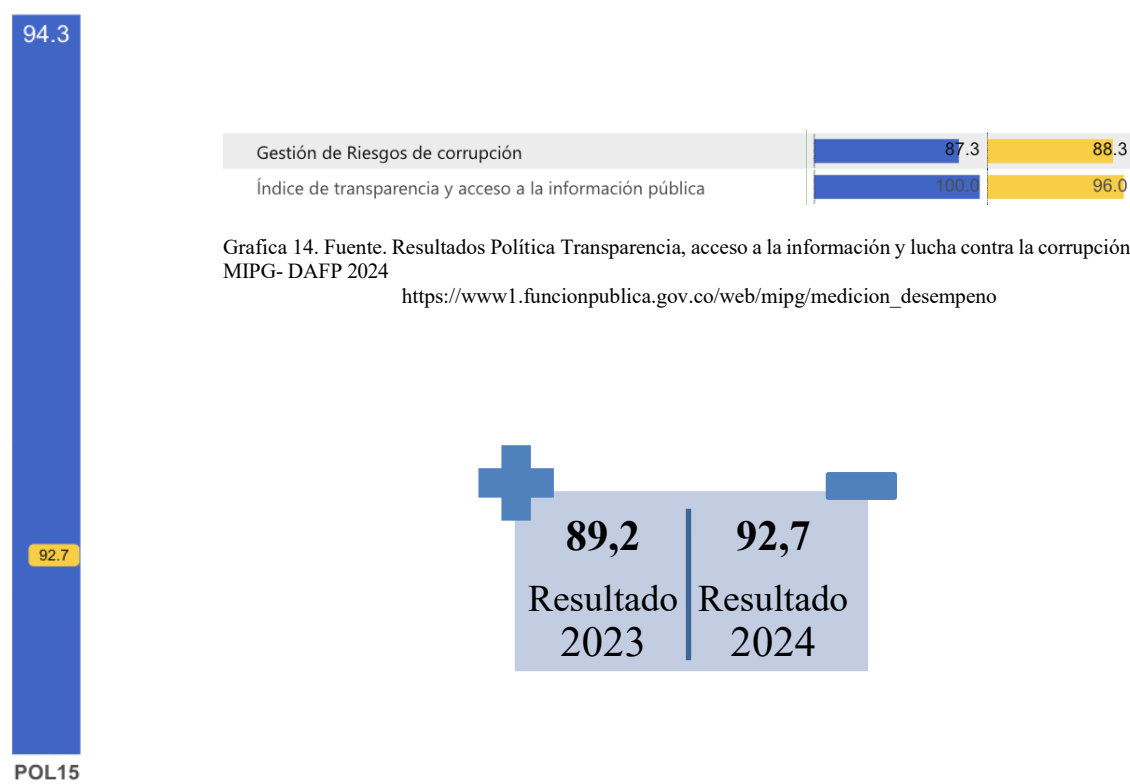 94.3
92.7
POL15
Gestión de Riesgos de corrupción 87.3 88.3
Índice de transparencia y acceso a la información pública 100.0 96.0
Grafica 14. Fuente. Resultados Política Transparencia, acceso a la información y lucha contra la corrupción
MIPG- DAFP 2024
https://www1.funcionpublica.gov.co/web/mipg/medicion_desempeno
89,2 92,7
Resultado Resultado
2023 2024